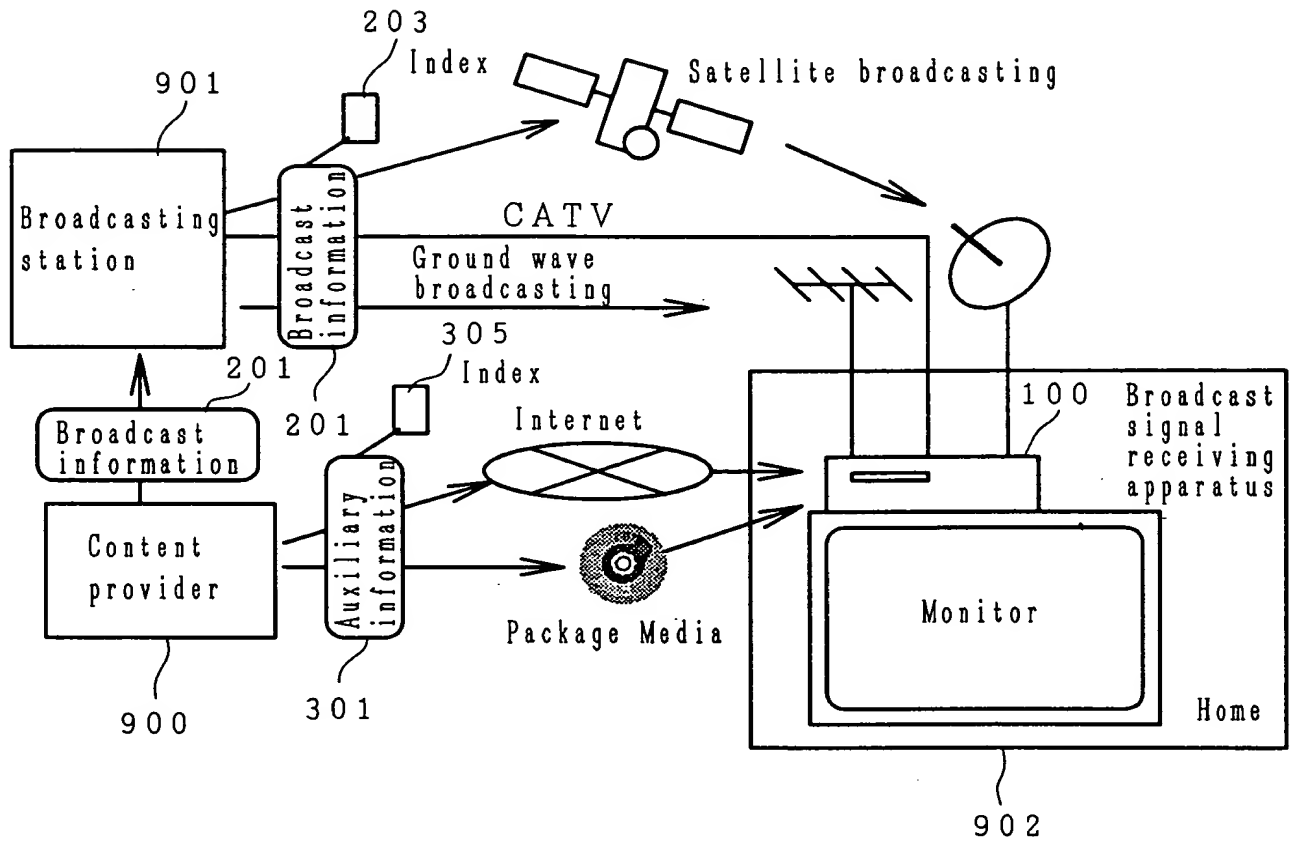 203
Index
Satellite broadcasting
901
Broadcasting
station
Broadcast
information
CATV
Ground wave
broadcasting
305
Index
201
201
Broadcast
information
Internet
100
Broadcast
signal
receiving
apparatus
Content
provider
Auxiliary
information
Package Media
Monitor
Home
900
301
902